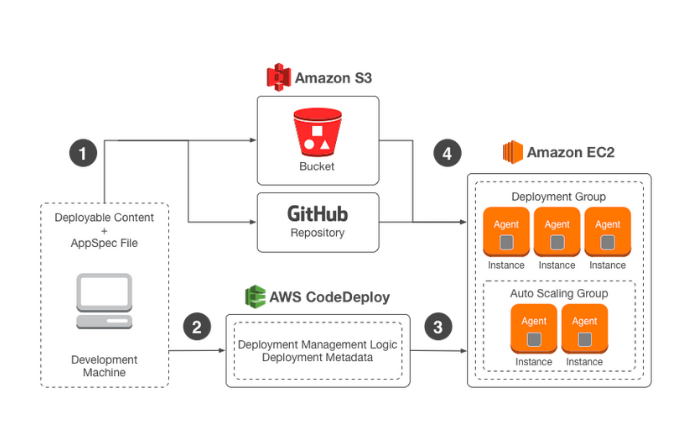 Amazon S3
1
Bucket
4
Amazon EC2
Deployable Content
+
AppSpec File
GitHub
Repository
Deployment Group
Agent Agent Agent
Instance Instance Instance
AWS CodeDeploy
Auto Scaling Group
Agent Agent
Instance Instance
2
3
Deployment Management Logic
Deployment Metadata
Development
Machine